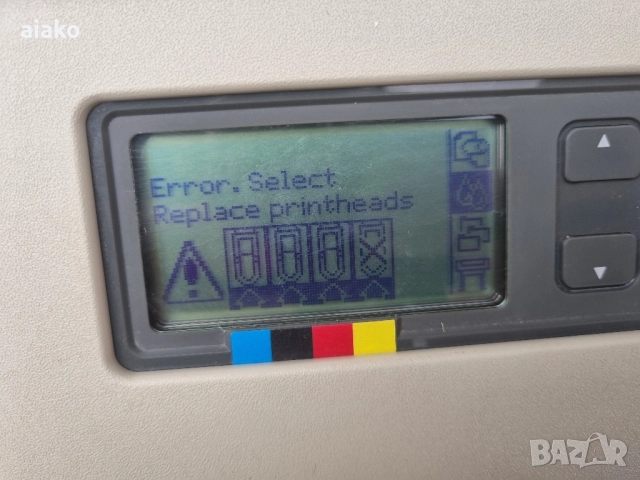 aiako
Error. Select
Replace printheads
BAZAR